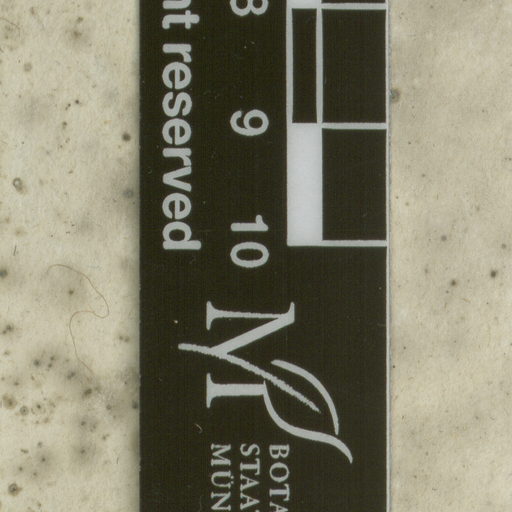 8 9 10
nt reserved
M
BOTA
STAA
MÜN